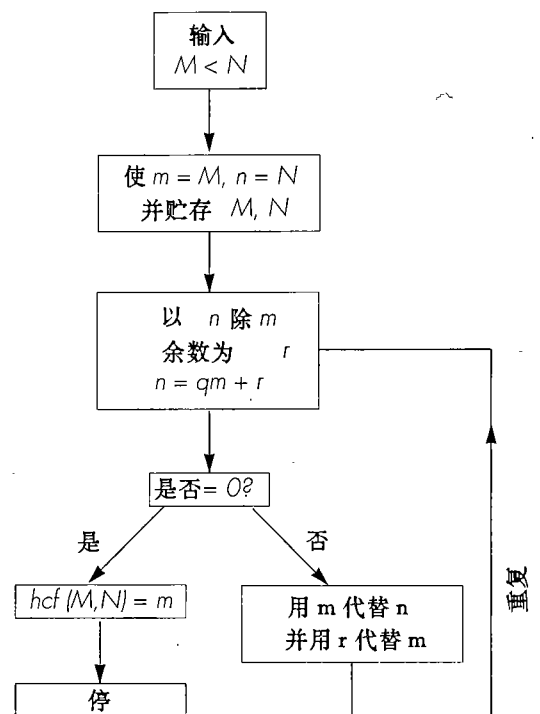 输入
M < N
使 m = M, n = N
并贮存 M, N
以 n 除 m
余数为 r
n = qm + r
是否= 0?
是
否
hcf (M,N) = m
用 m 代替 n
并用 r 代替 m
重复
停